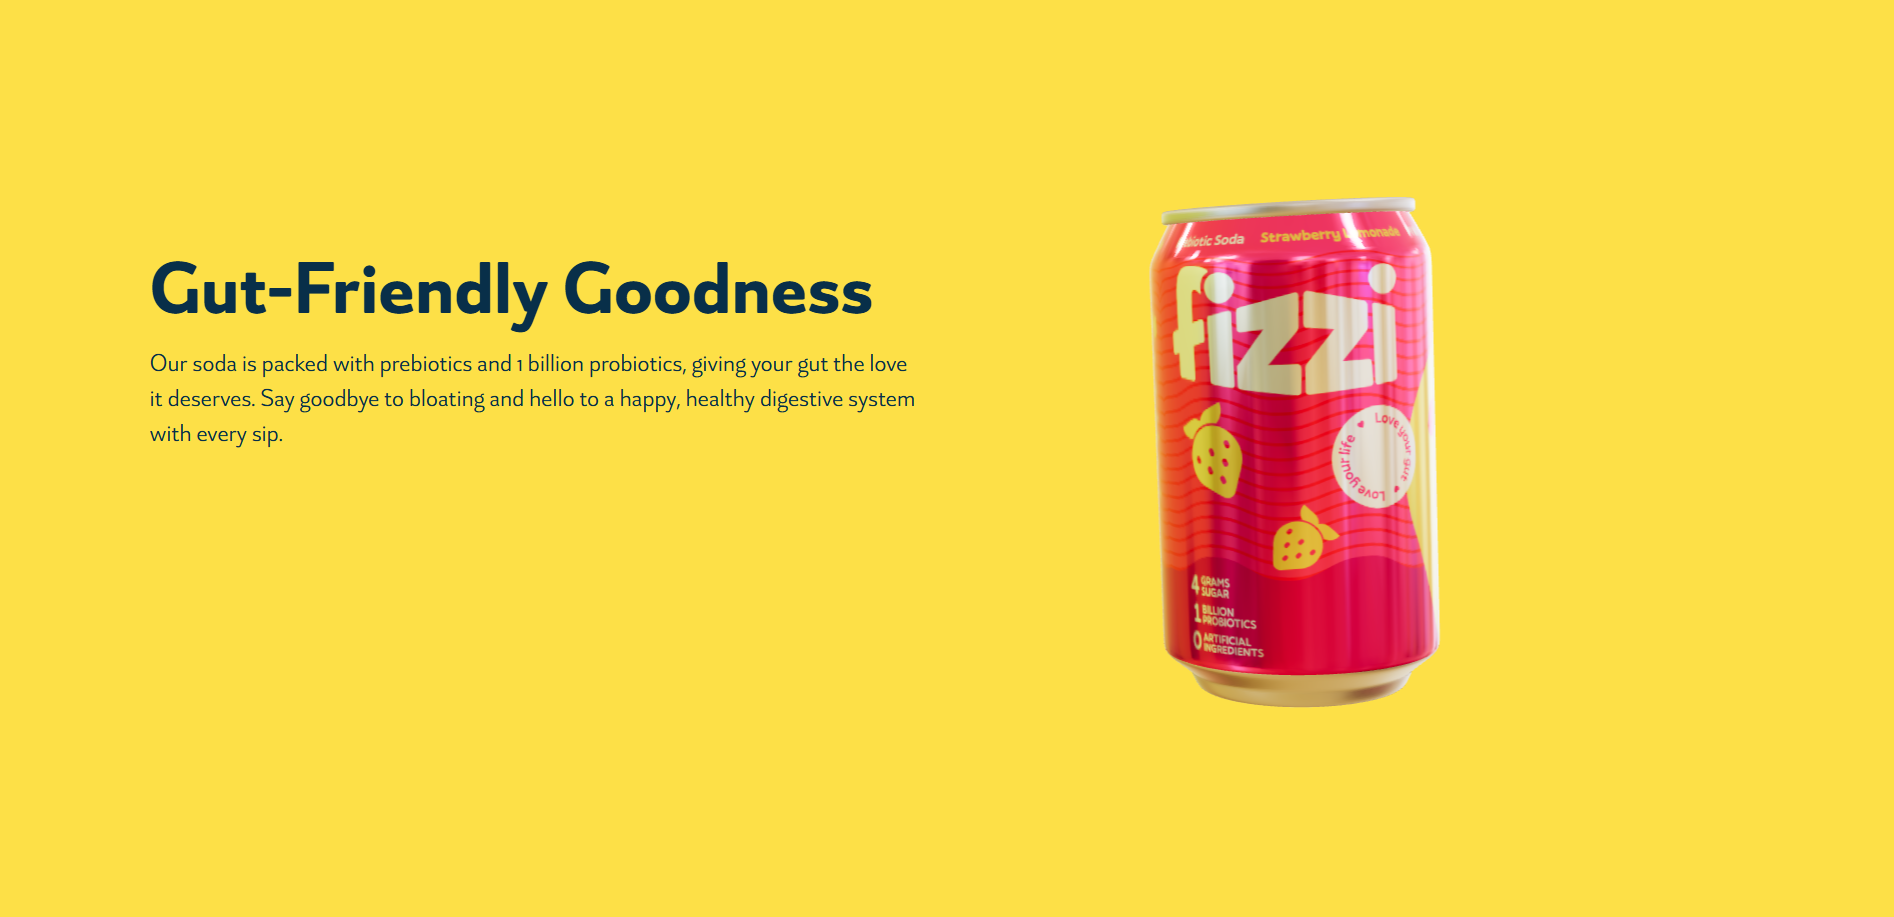 Gut-Friendly Goodness
Our soda is packed with prebiotics and 1 billion probiotics, giving your gut the love
it deserves. Say goodbye to bloating and hello to a happy, healthy digestive system
with every sip.
Soda Strawberry
fizzi
Love your gut
Love your life
4 GRAMS
SUGAR
1 BILLION
PROBIOTICS
0 ARTIFICIAL
INGREDIENTS